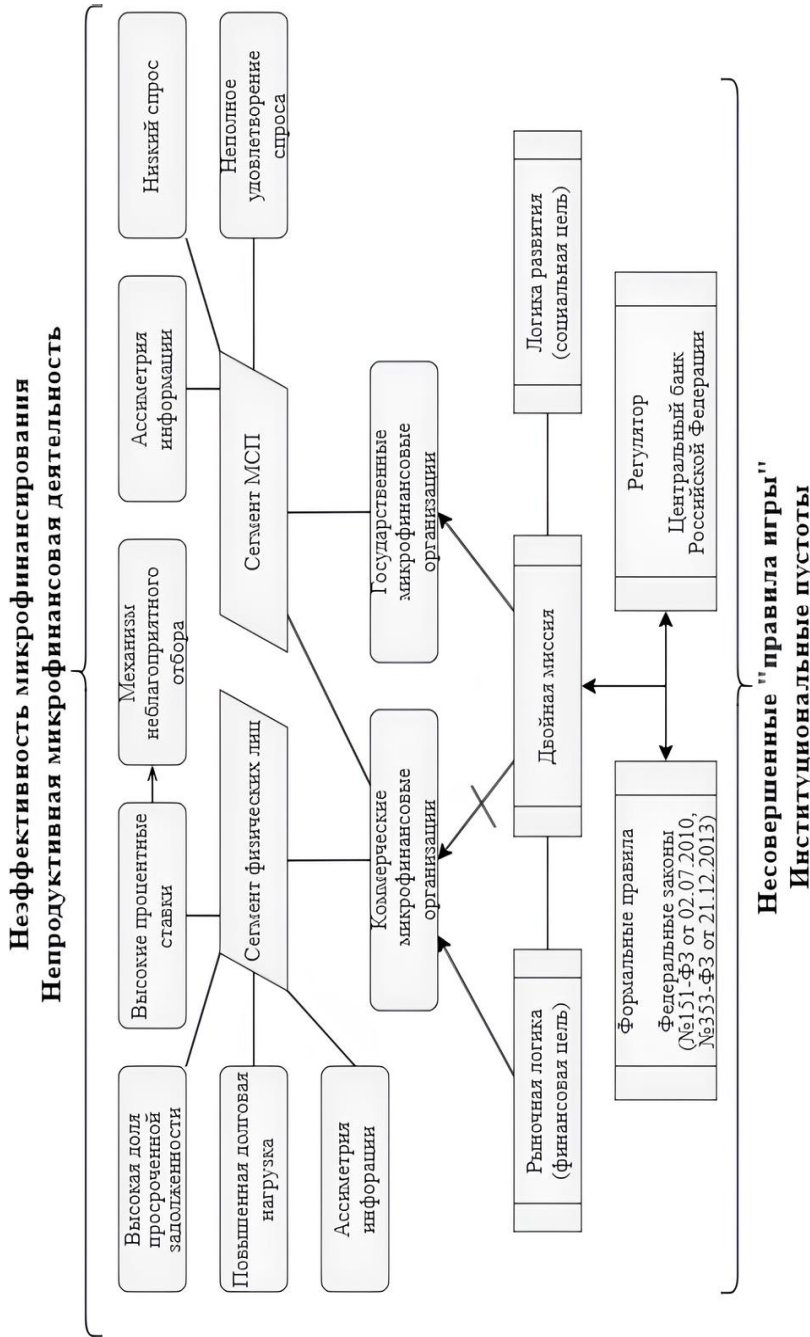 Неэффективность микрофинансирования
Непродуктивная микрофинансовая деятельность
Высокая доля
просроченной
задолженности
Высокие процентные
ставки
Механизм
неблагоприятного
отбора
Ассиметрия
информации
Низкий спрос
Повышенная долговая
нагрузка
Сегмент физических лиц
Сегмент МСП
Неполное
удовлетворение
спроса
Ассиметрия
инфорации
Коммерческие
микрофинансовые
организации
Государственные
микрофинансовые
организации
Рыночная логика
(финансовая цель)
Двойная миссия
Логика развития
(социальная цель)
Формальные правила
Федеральные законы
(№151-ФЗ от 02.07.2010,
№353-ФЗ от 21.12.2013)
Регулятор
Центральный банк
Российской Федерации
Несовершенные "правила игры"
Институциональные пустоты